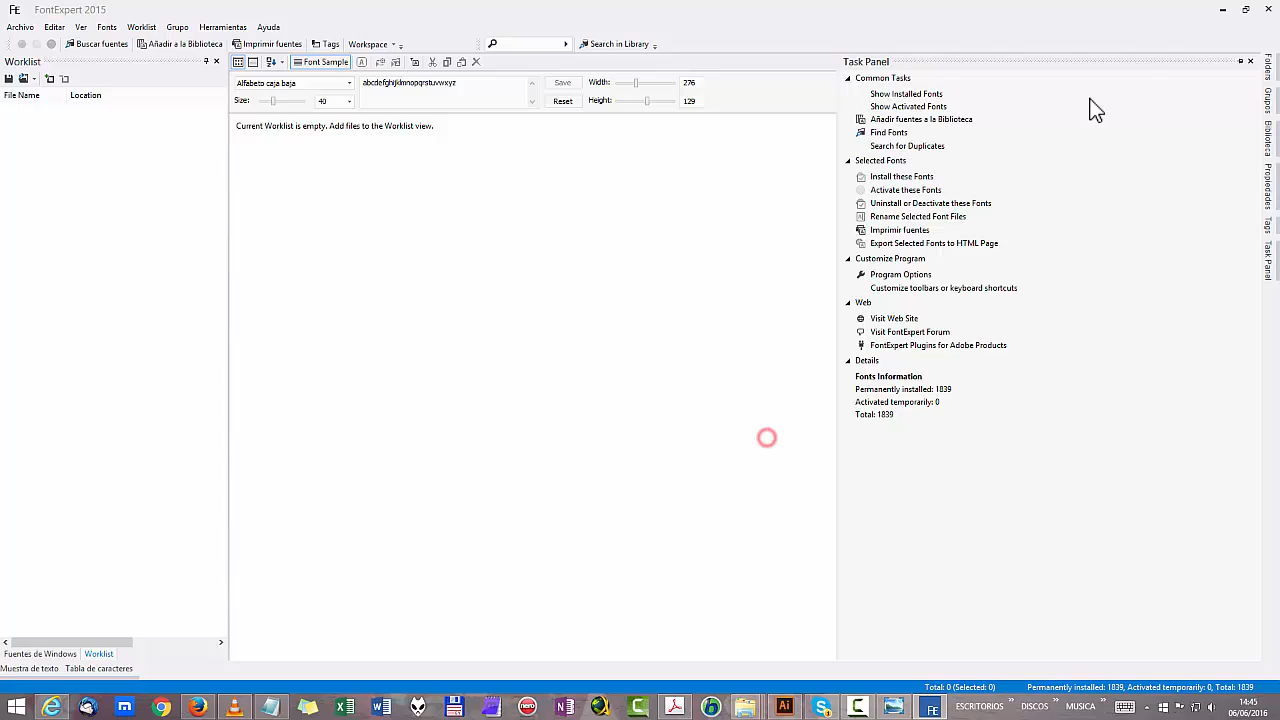 FE FontExpert 2015
Archivo Editar Ver Fonts Worklist Grupo Herramientas Ayuda
Buscar fuentes Añadir a la Biblioteca Imprimir fuentes Tags Workspace Search in Library
Worklist
File Name Location
Font Sample
Alfabeto caja baja abcdefghijklmnopqrstuvwxyz Save Width: 276
Size: 40 Reset Height: 129
Current Worklist is empty. Add files to the Worklist view.
Task Panel
Common Tasks
Show Installed Fonts
Show Activated Fonts
Añadir fuentes a la Biblioteca
Find Fonts
Search for Duplicates
Selected Fonts
Install these Fonts
Activate these Fonts
Uninstall or Deactivate these Fonts
Rename Selected Font Files
Imprimir fuentes
Export Selected Fonts to HTML Page
Customize Program
Program Options
Customize toolbars or keyboard shortcuts
Web
Visit Web Site
Visit FontExpert Forum
FontExpert Plugins for Adobe Products
Details
Fonts Information
Permanently installed: 1839
Activated temporarily: 0
Total: 1839
Folders
Grupos
Biblioteca
Propiedades
Tags
Task Panel
Fuentes de Windows Worklist
Muestra de texto Tabla de caracteres
Total: 0 (Selected: 0) Permanently installed: 1839, Activated temporarily: 0, Total: 1839
nero Ai FE ESCRITORIOS » DISCOS » MUSICA » 14:45
06/06/2016